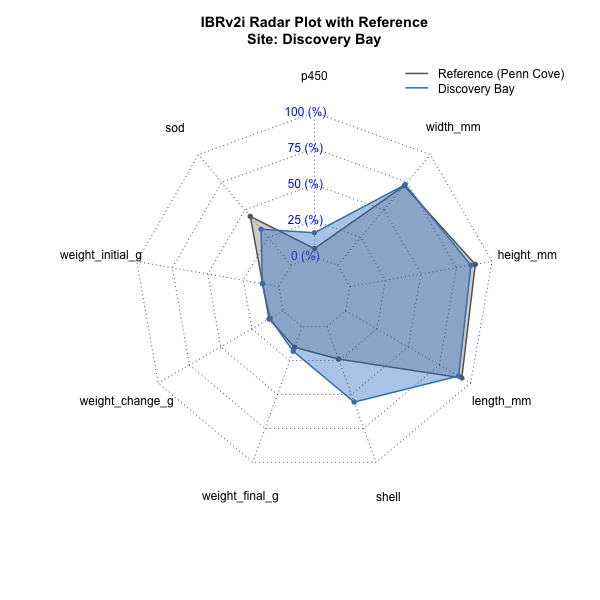 IBRv2i Radar Plot with Reference
Site: Discovery Bay
p450
Reference (Penn Cove)
Discovery Bay
100 (%)
sod
width_mm
75 (%)
50 (%)
25 (%)
0 (%)
weight_initial_g
height_mm
weight_change_g
length_mm
weight_final_g
shell